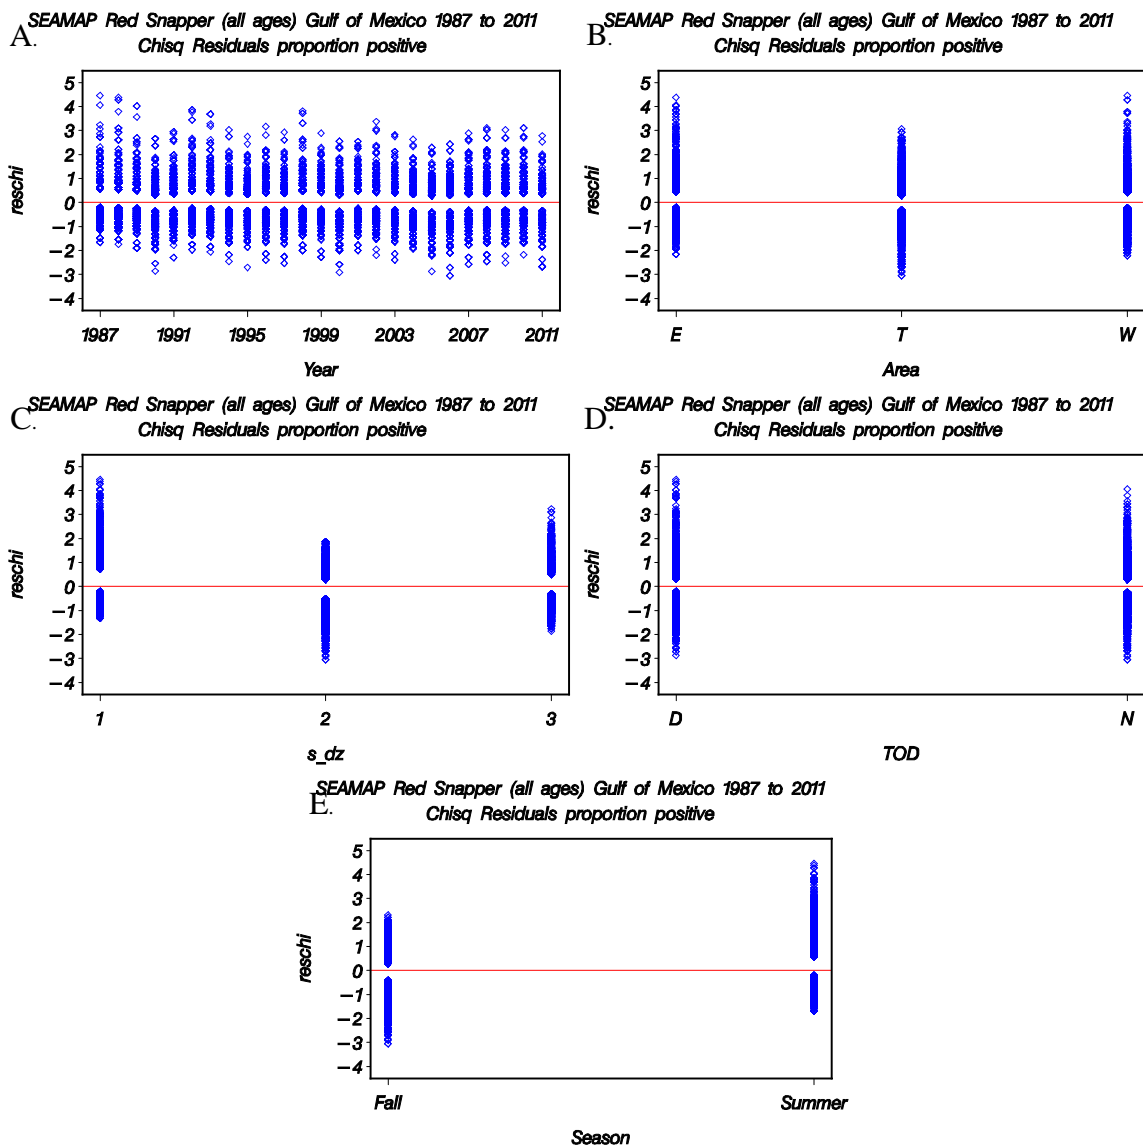 A.
SEAMAP Red Snapper (all ages) Gulf of Mexico 1987 to 2011
Chisq Residuals proportion positive
reschi
5
4
3
2
1
0
−1
−2
−3
−4
1987 1991 1995 1999 2003 2007 2011
Year
B.
SEAMAP Red Snapper (all ages) Gulf of Mexico 1987 to 2011
Chisq Residuals proportion positive
reschi
5
4
3
2
1
0
−1
−2
−3
−4
E T W
Area
C.
SEAMAP Red Snapper (all ages) Gulf of Mexico 1987 to 2011
Chisq Residuals proportion positive
reschi
5
4
3
2
1
0
−1
−2
−3
−4
1 2 3
s_dz
D.
SEAMAP Red Snapper (all ages) Gulf of Mexico 1987 to 2011
Chisq Residuals proportion positive
reschi
5
4
3
2
1
0
−1
−2
−3
−4
D N
TOD
E.
SEAMAP Red Snapper (all ages) Gulf of Mexico 1987 to 2011
Chisq Residuals proportion positive
reschi
5
4
3
2
1
0
−1
−2
−3
−4
Fall Summer
Season